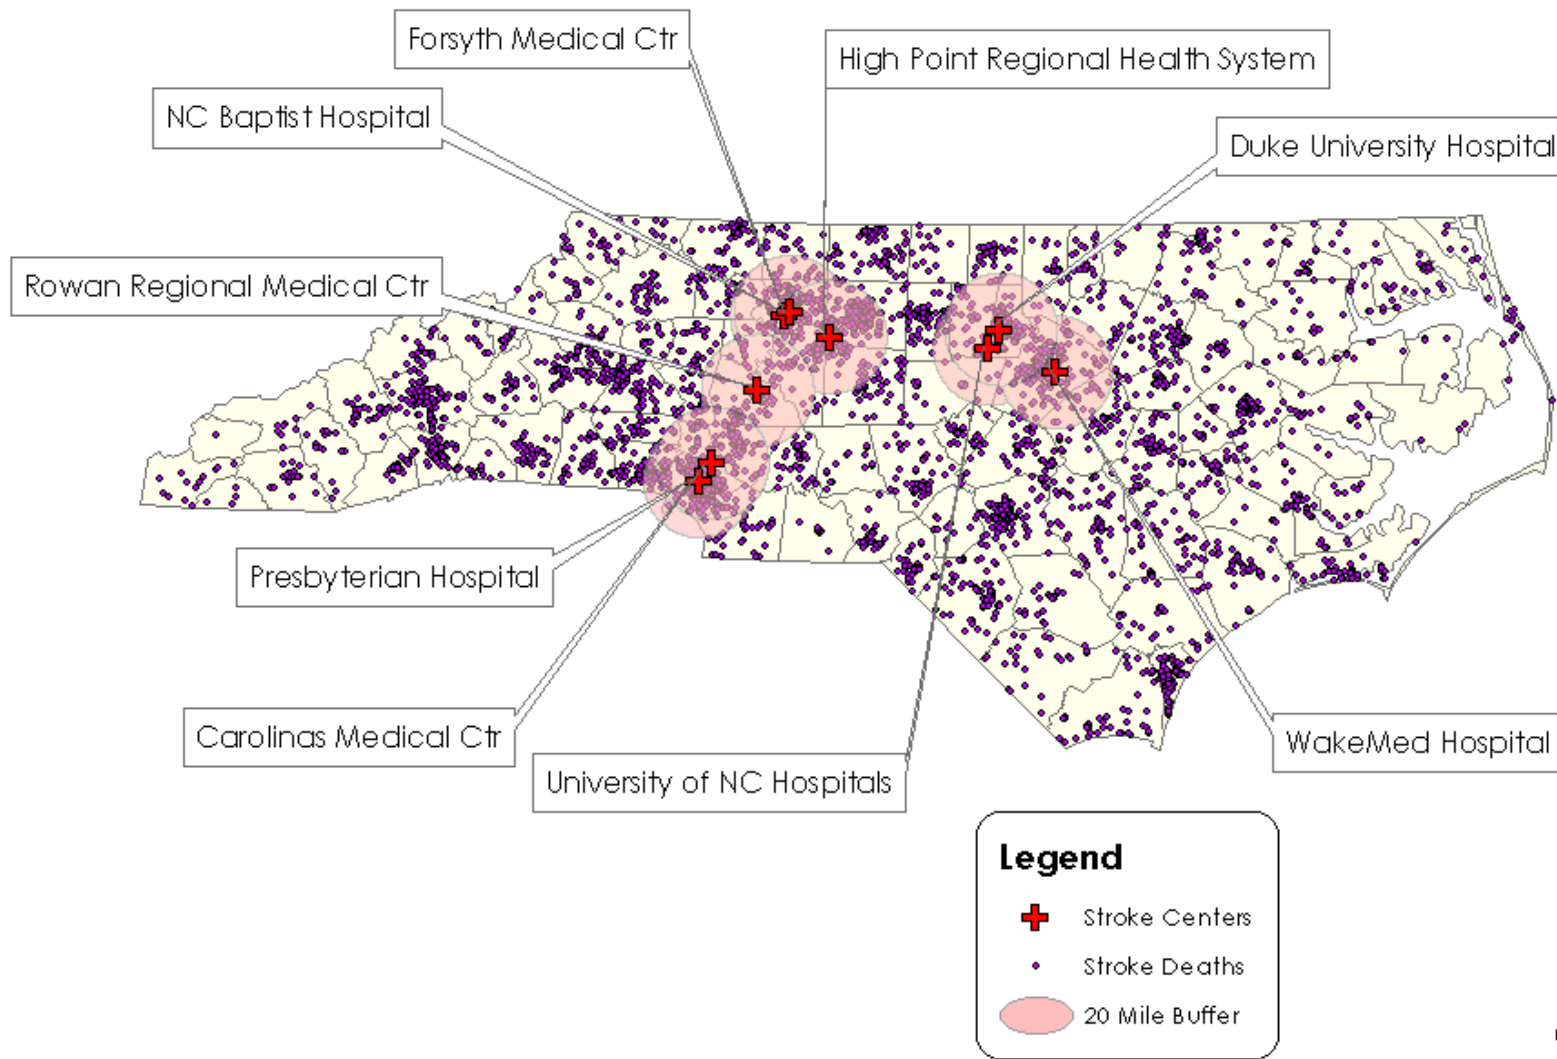 Forsyth Medical Ctr
High Point Regional Health System
NC Baptist Hospital
Duke University Hospital
Rowan Regional Medical Ctr
Presbyterian Hospital
Carolinas Medical Ctr
University of NC Hospitals
WakeMed Hospital
Legend
Stroke Centers
Stroke Deaths
20 Mile Buffer